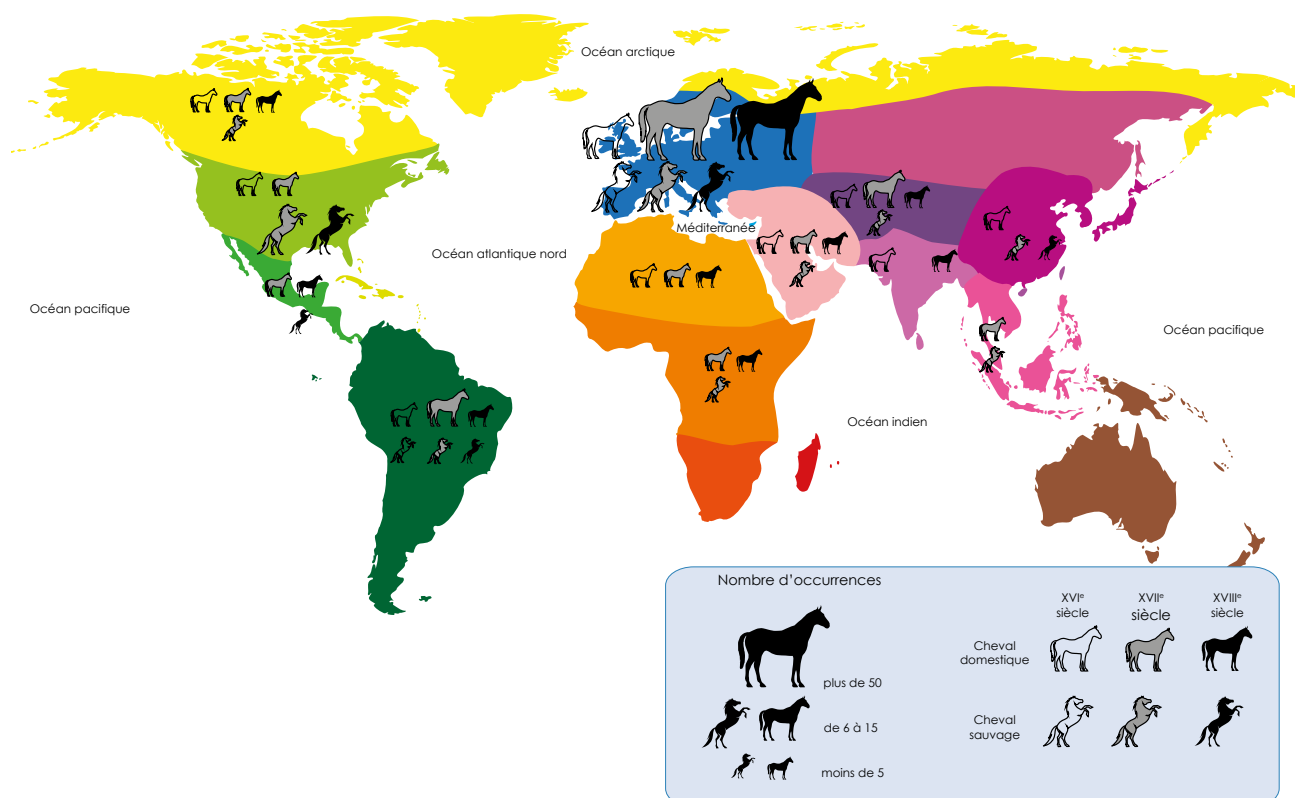 Océan arctique
Méditerranée
Océan atlantique nord
Océan pacifique
Océan pacifique
Océan indien
Nombre d'occurrences
plus de 50
de 6 à 15
moins de 5
XVIᵉ
siècle
XVIIᵉ
siècle
XVIIIᵉ
siècle
Cheval
domestique
Cheval
sauvage